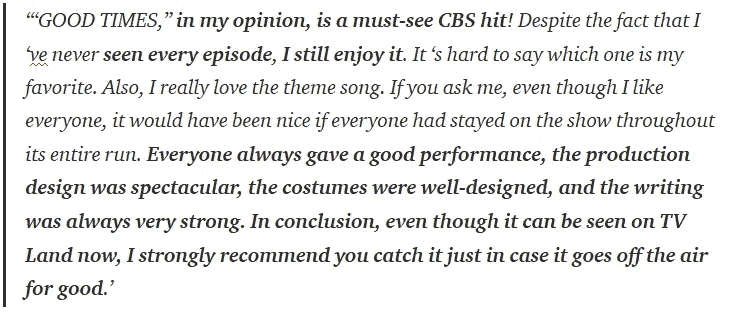 “‘GOOD TIMES,” in my opinion, is a must-see CBS hit! Despite the fact that I
‘ve never seen every episode, I still enjoy it. It ‘s hard to say which one is my
favorite. Also, I really love the theme song. If you ask me, even though I like
everyone, it would have been nice if everyone had stayed on the show throughout
its entire run. Everyone always gave a good performance, the production
design was spectacular, the costumes were well-designed, and the writing
was always very strong. In conclusion, even though it can be seen on TV
Land now, I strongly recommend you catch it just in case it goes off the air
for good.’